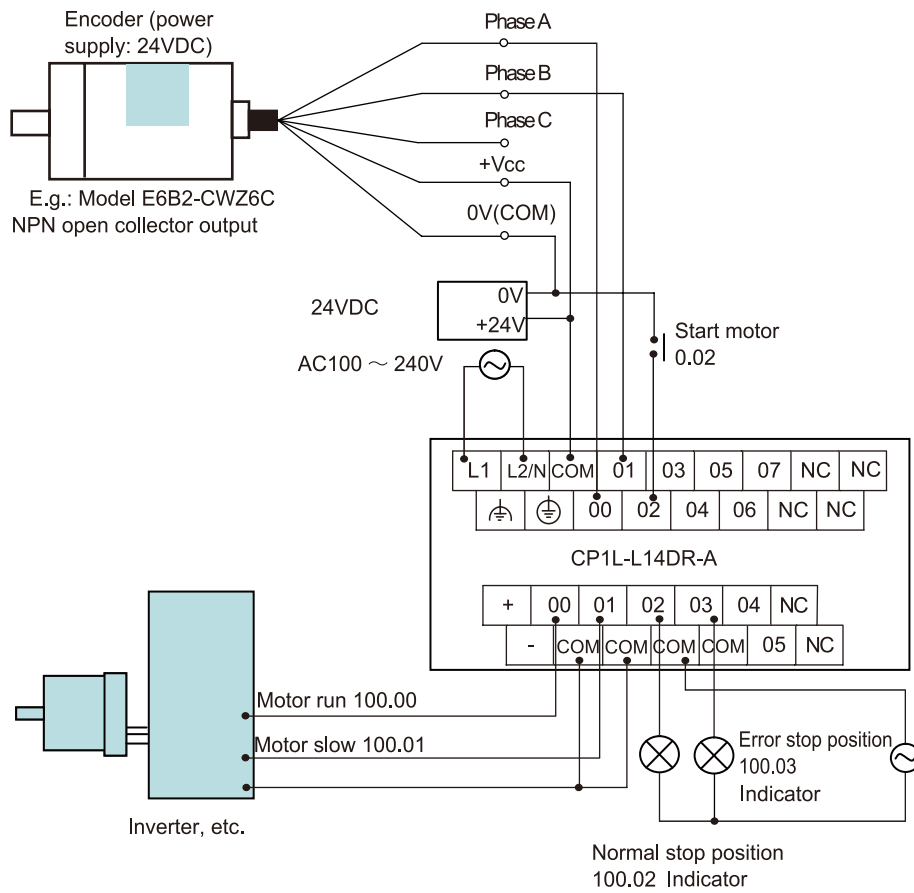 Encoder (power
supply: 24VDC)
Phase A
Phase B
Phase C
+Vcc
0V(COM)
E.g.: Model E6B2-CWZ6C
NPN open collector output
24VDC
0V
+24V
AC100 ～ 240V
Start motor
0.02
L1 L2/N COM 01 03 05 07 NC NC
00 02 04 06 NC NC
CP1L-L14DR-A
+ 00 01 02 03 04 NC
- COM COM COM COM 05 NC
Motor run 100.00
Motor slow 100.01
Inverter, etc.
Error stop position
100.03
Indicator
Normal stop position
100.02 Indicator